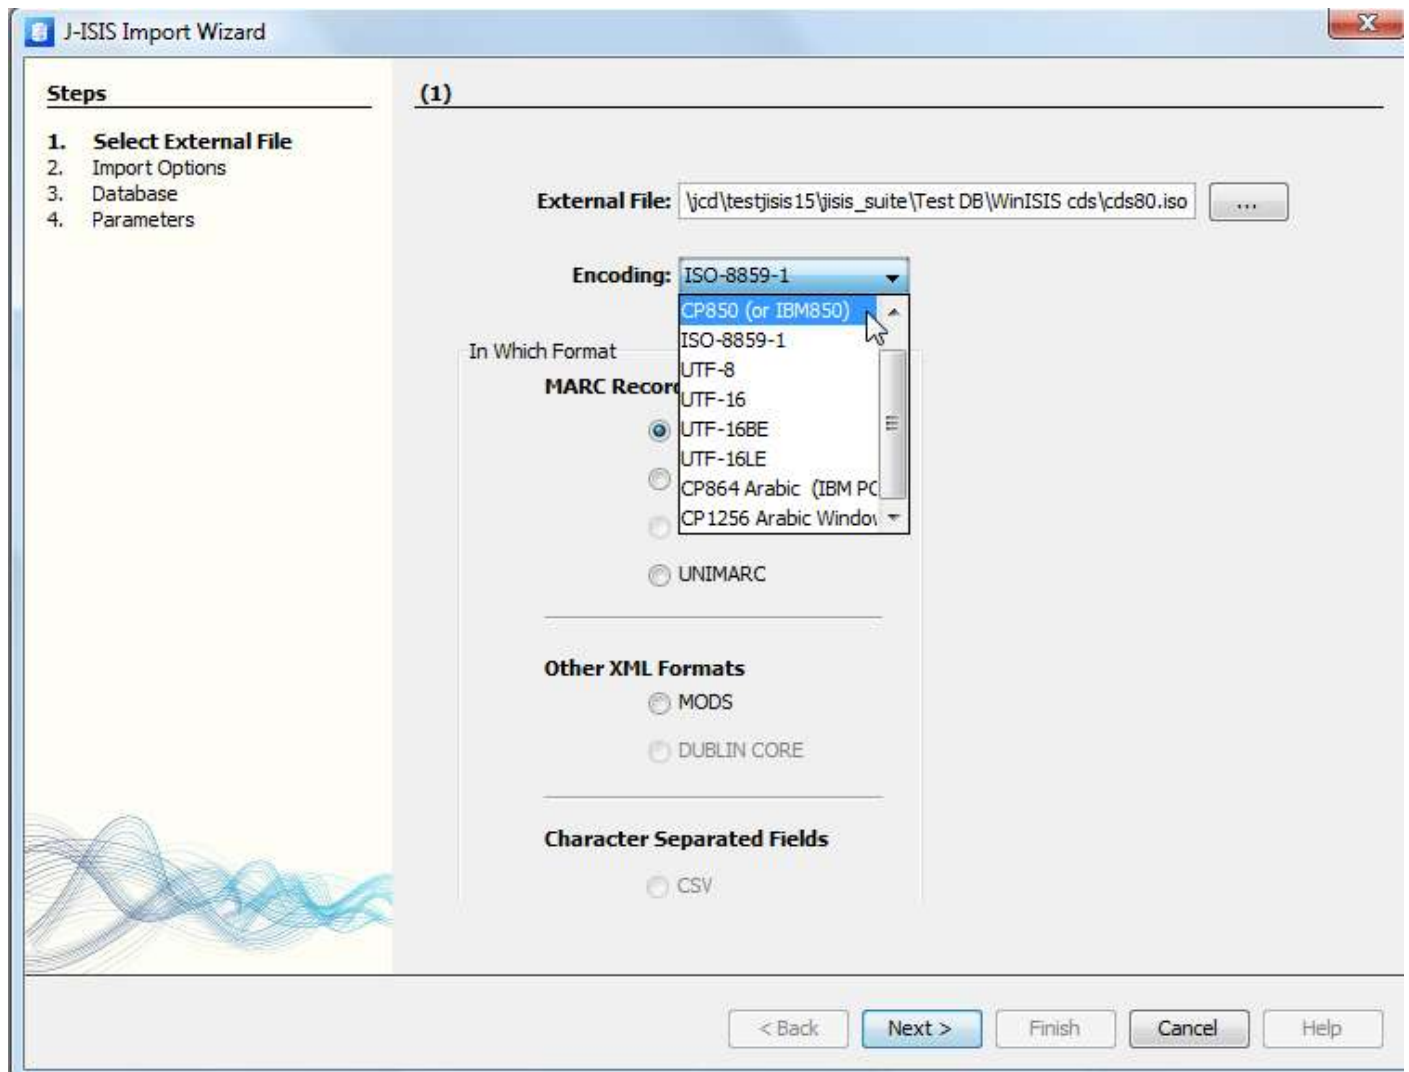 J-ISIS Import Wizard
Steps
1. Select External File
2. Import Options
3. Database
4. Parameters
(1)
External File: \jcd\testjisis15\jisis_suite\Test DB\WinISIS cds\cds80.iso ...
Encoding: ISO-8859-1
CP850 (or IBM850)
ISO-8859-1
UTF-8
UTF-16
UTF-16BE
UTF-16LE
CP864 Arabic (IBM PC
CP1256 Arabic Window
In Which Format
MARC Record
UNIMARC
Other XML Formats
MODS
DUBLIN CORE
Character Separated Fields
CSV
< Back Next > Finish Cancel Help